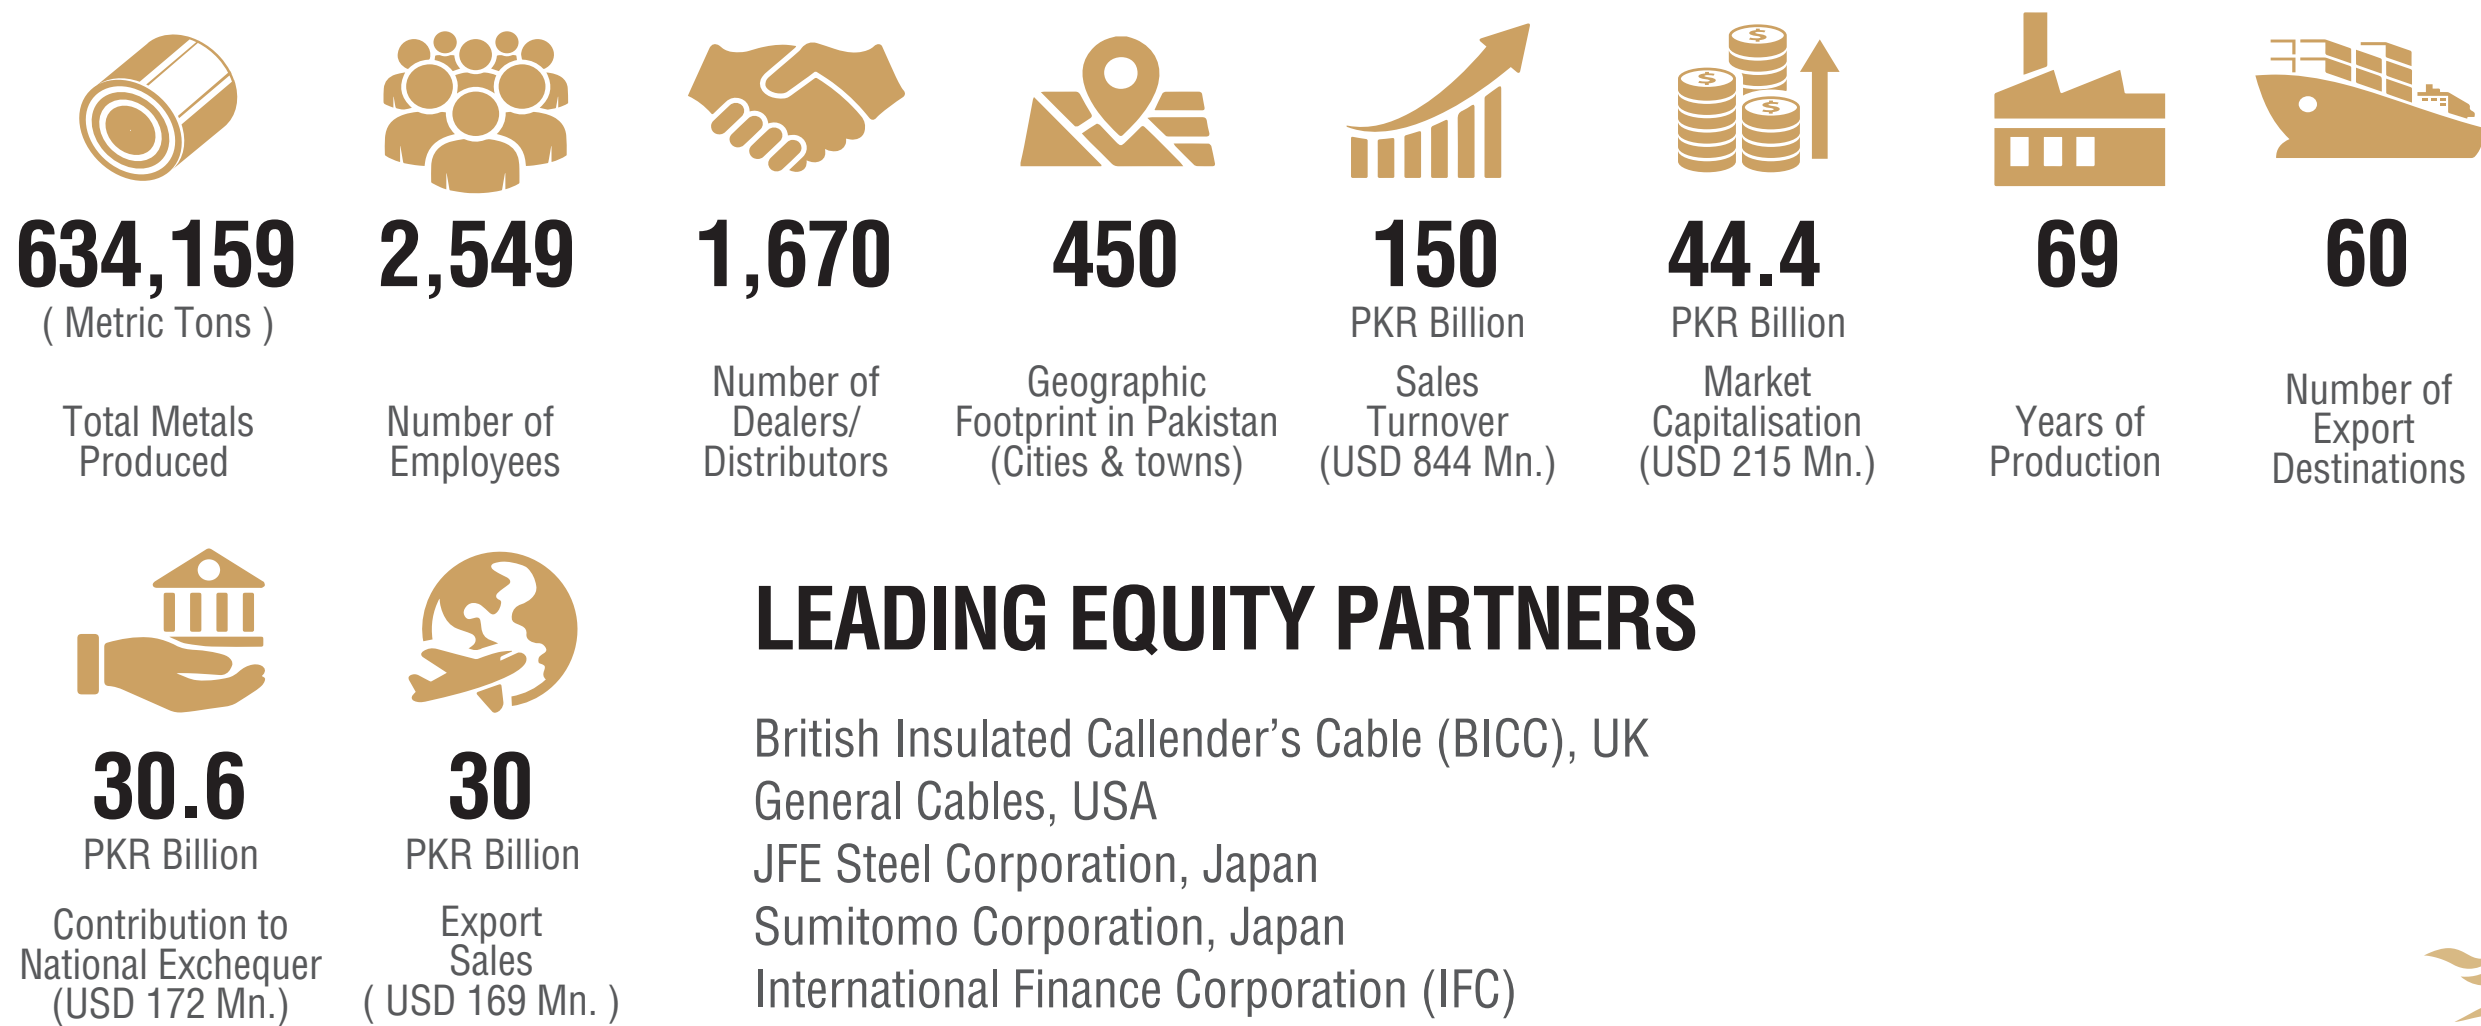 634,159
( Metric Tons )
Total Metals
Produced
2,549
Number of
Employees
1,670
Number of
Dealers/
Distributors
450
Geographic
Footprint in Pakistan
(Cities & towns)
150
PKR Billion
Sales
Turnover
(USD 844 Mn.)
44.4
PKR Billion
Market
Capitalisation
(USD 215 Mn.)
69
Years of
Production
60
Number of
Export
Destinations
30.6
PKR Billion
Contribution to
National Exchequer
(USD 172 Mn.)
30
PKR Billion
Export
Sales
( USD 169 Mn. )
LEADING EQUITY PARTNERS
British Insulated Callender’s Cable (BICC), UK
General Cables, USA
JFE Steel Corporation, Japan
Sumitomo Corporation, Japan
International Finance Corporation (IFC)